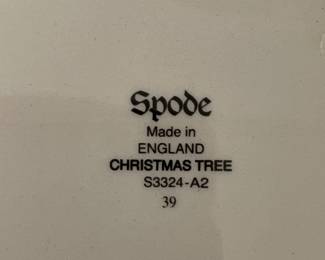 Spode
Made in
ENGLAND
CHRISTMAS TREE
S3324-A2
39